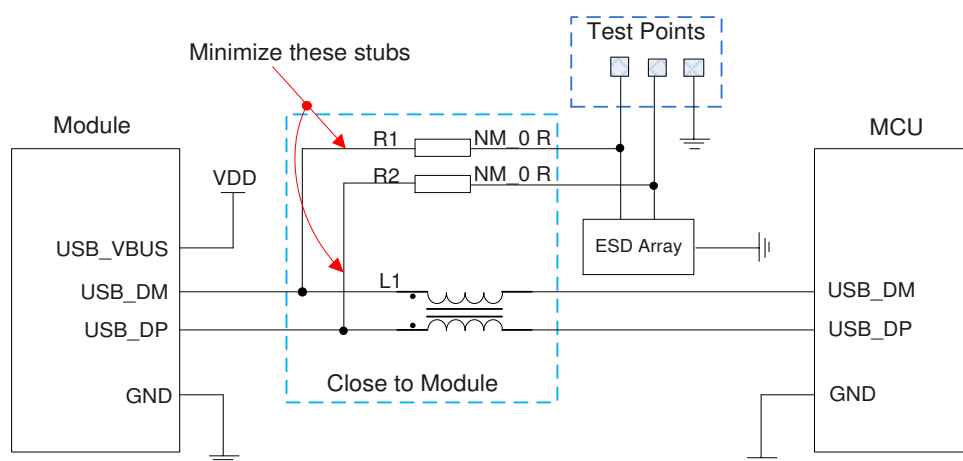 Test Points
Minimize these stubs
Module
MCU
R1
NM_0 R
VDD
R2
NM_0 R
ESD Array
USB_VBUS
USB_DM
L1
USB_DM
USB_DP
USB_DP
Close to Module
GND
GND